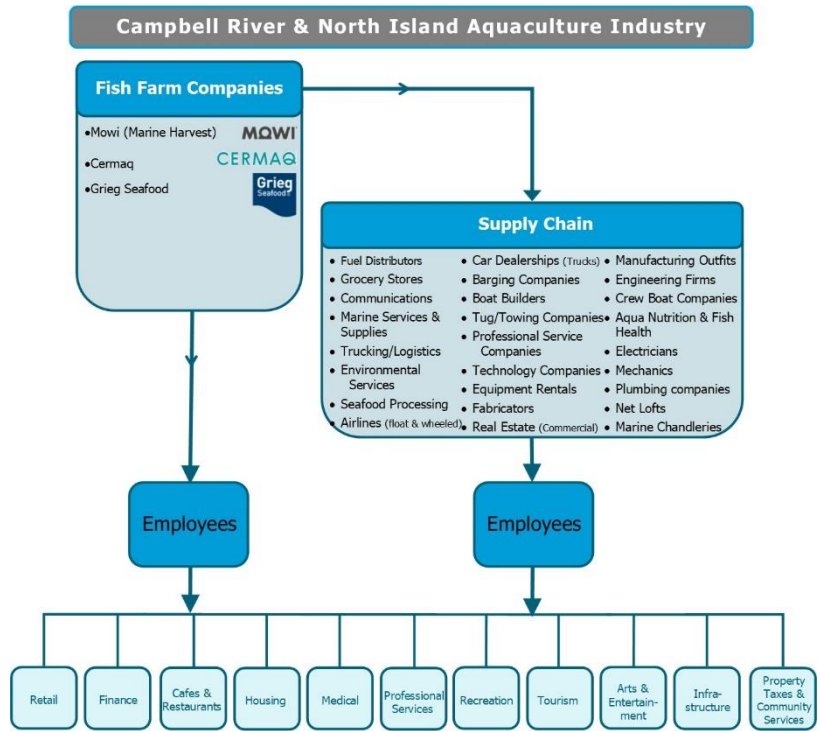 Campbell River & North Island Aquaculture Industry
Fish Farm Companies
•Mowi (Marine Harvest)
MOWI
•Cermaq
CERMAQ
•Grieg Seafood
Grieg
Seafood
Supply Chain
• Fuel Distributors
• Grocery Stores
• Communications
• Marine Services &
Supplies
• Trucking/Logistics
• Environmental
Services
• Seafood Processing
• Airlines (float & wheeled)
• Car Dealerships (Trucks)
• Barging Companies
• Boat Builders
• Tug/Towing Companies
• Professional Service
Companies
• Technology Companies
• Equipment Rentals
• Fabricators
• Real Estate (Commercial)
• Manufacturing Outfits
• Engineering Firms
• Crew Boat Companies
• Aqua Nutrition & Fish
Health
• Electricians
• Mechanics
• Plumbing companies
• Net Lofts
• Marine Chandleries
Employees
Employees
Retail
Finance
Cafes &
Restaurants
Housing
Medical
Professional
Services
Recreation
Tourism
Arts &
Entertain-
ment
Infra-
structure
Property
Taxes &
Community
Services